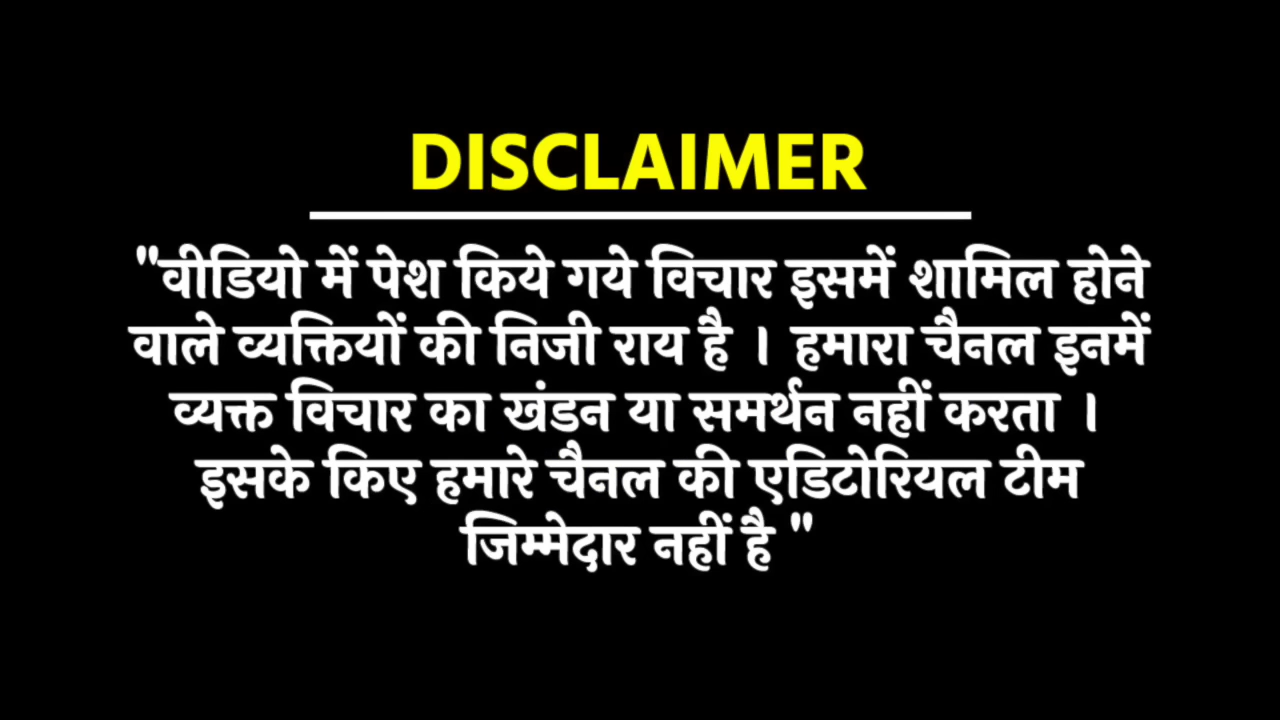 DISCLAIMER
"वीडियो में पेश किये गये विचार इसमें शामिल होने
वाले व्यक्तियों की निजी राय है । हमारा चैनल इनमें
व्यक्त विचार का खंडन या समर्थन नहीं करता ।
इसके किए हमारे चैनल की एडिटोरियल टीम
जिम्मेदार नहीं है "